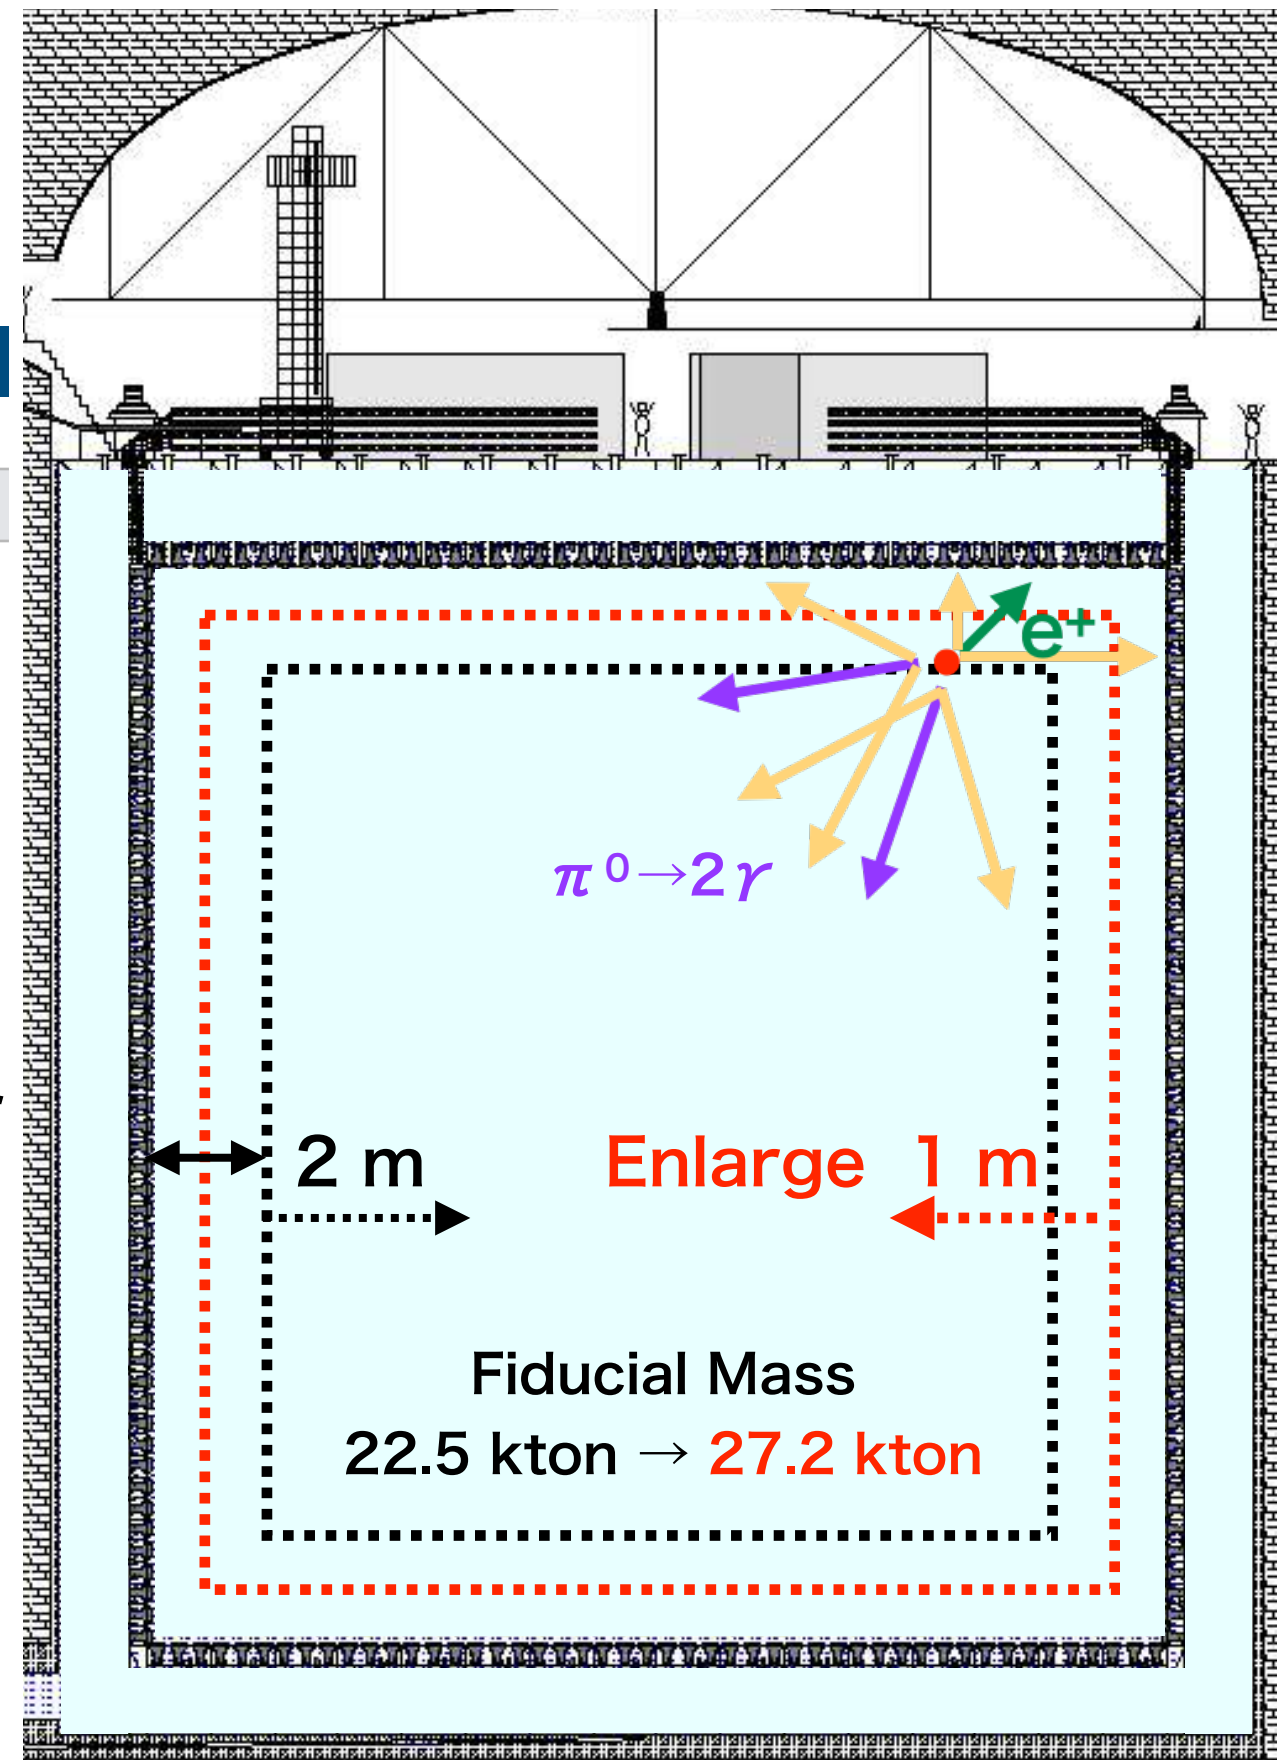 e⁺
π⁰→2γ
2 m
Enlarge 1 m
Fiducial Mass
22.5 kton → 27.2 kton